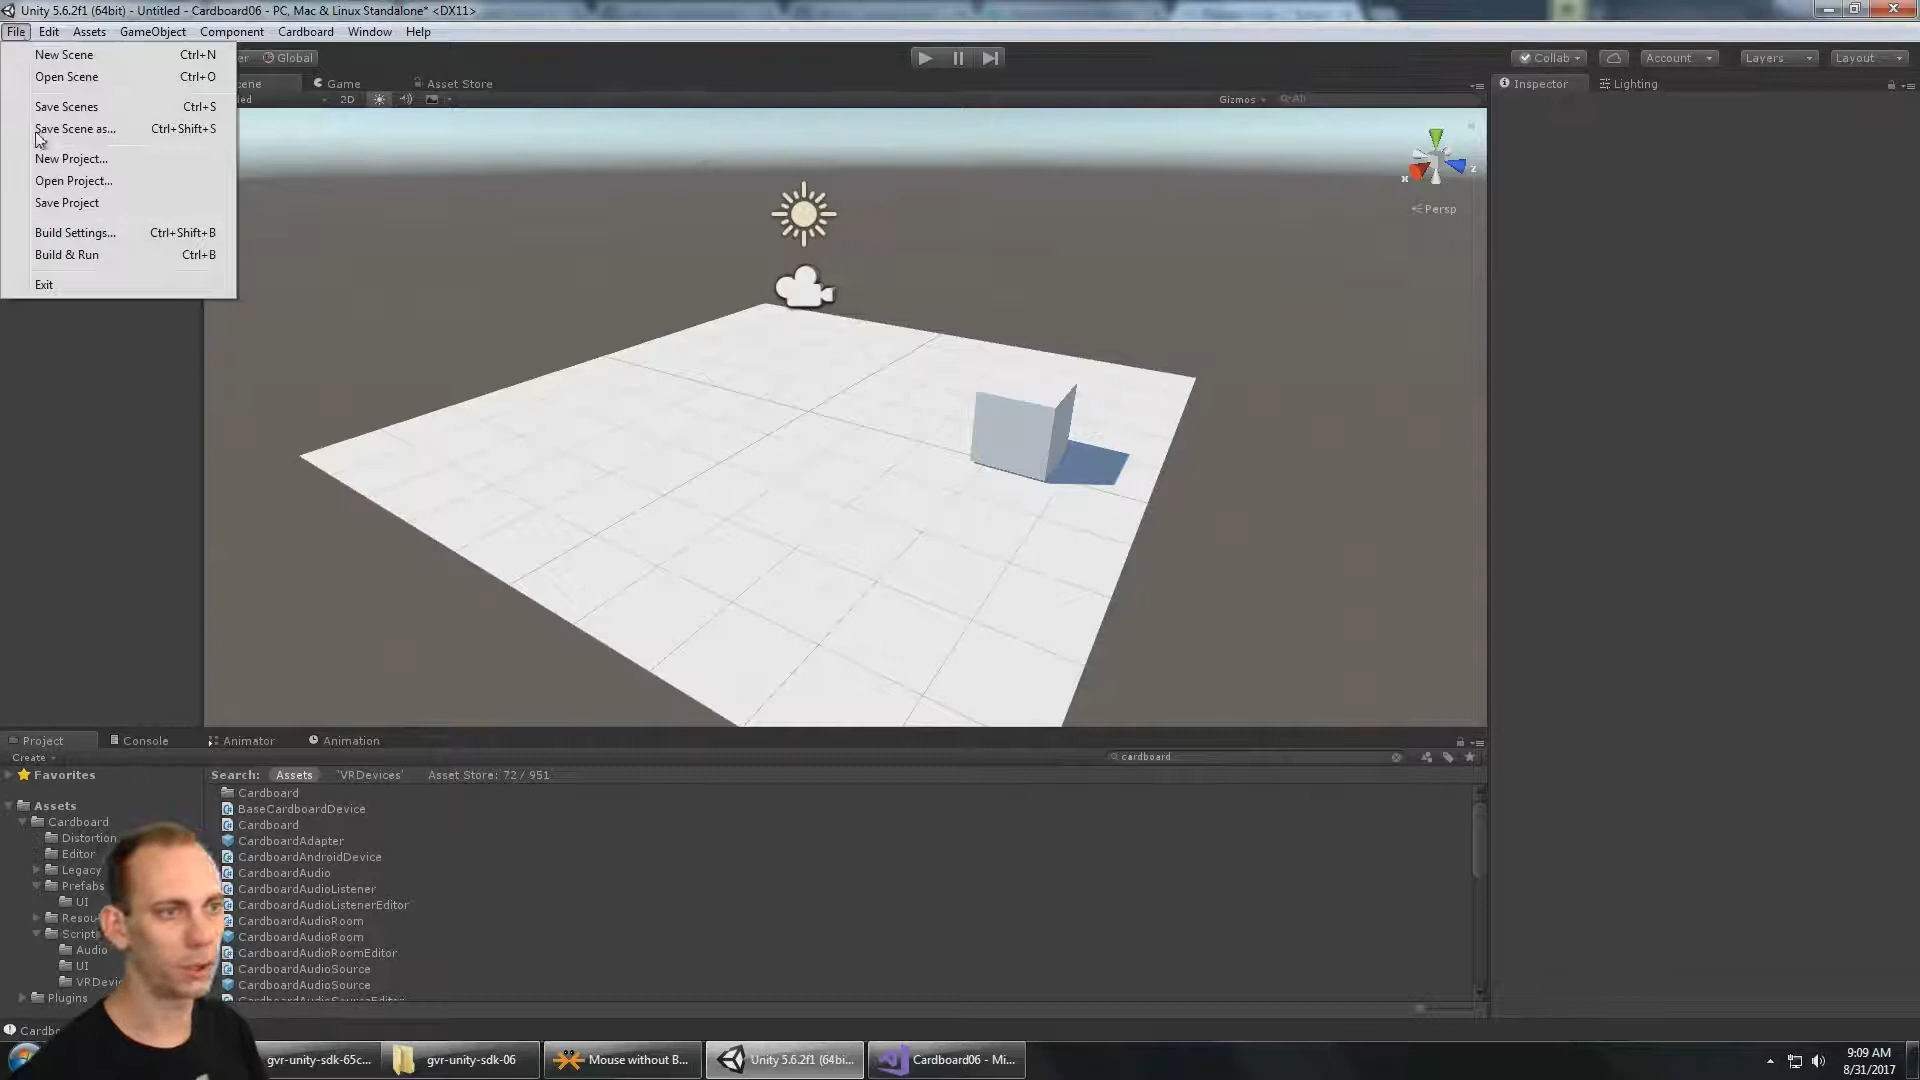 Unity 5.6.2f1 (64bit) - Untitled - Cardboard06 - PC, Mac & Linux Standalone* <DX11>
File Edit Assets GameObject Component Cardboard Window Help
New Scene Ctrl+N
Open Scene Ctrl+O
Save Scenes Ctrl+S
Save Scene as... Ctrl+Shift+S
New Project...
Open Project...
Save Project
Build Settings... Ctrl+Shift+B
Build & Run Ctrl+B
Exit
Global
Collab Account Layers Layout
Game Asset Store
2D Gizmos All
Inspector Lighting
x z
Persp
Project Console Animator Animation
Create cardboard
Favorites
Search: Assets 'VRDevices' Asset Store: 72 / 951
Assets
Cardboard
Distortion
Editor
Legacy
Prefabs
UI
Resou
Script
Audio
UI
VRDevic
Plugins
Cardboard
BaseCardboardDevice
Cardboard
CardboardAdapter
CardboardAndroidDevice
CardboardAudio
CardboardAudioListener
CardboardAudioListenerEditor
CardboardAudioRoom
CardboardAudioRoom
CardboardAudioRoomEditor
CardboardAudioSource
CardboardAudioSource
CardboardAudioSourceEditor
Cardbo
gvr-unity-sdk-65c... gvr-unity-sdk-06 Mouse without B... Unity 5.6.2f1 (64bi... Cardboard06 - Mi...
9:09 AM
8/31/2017